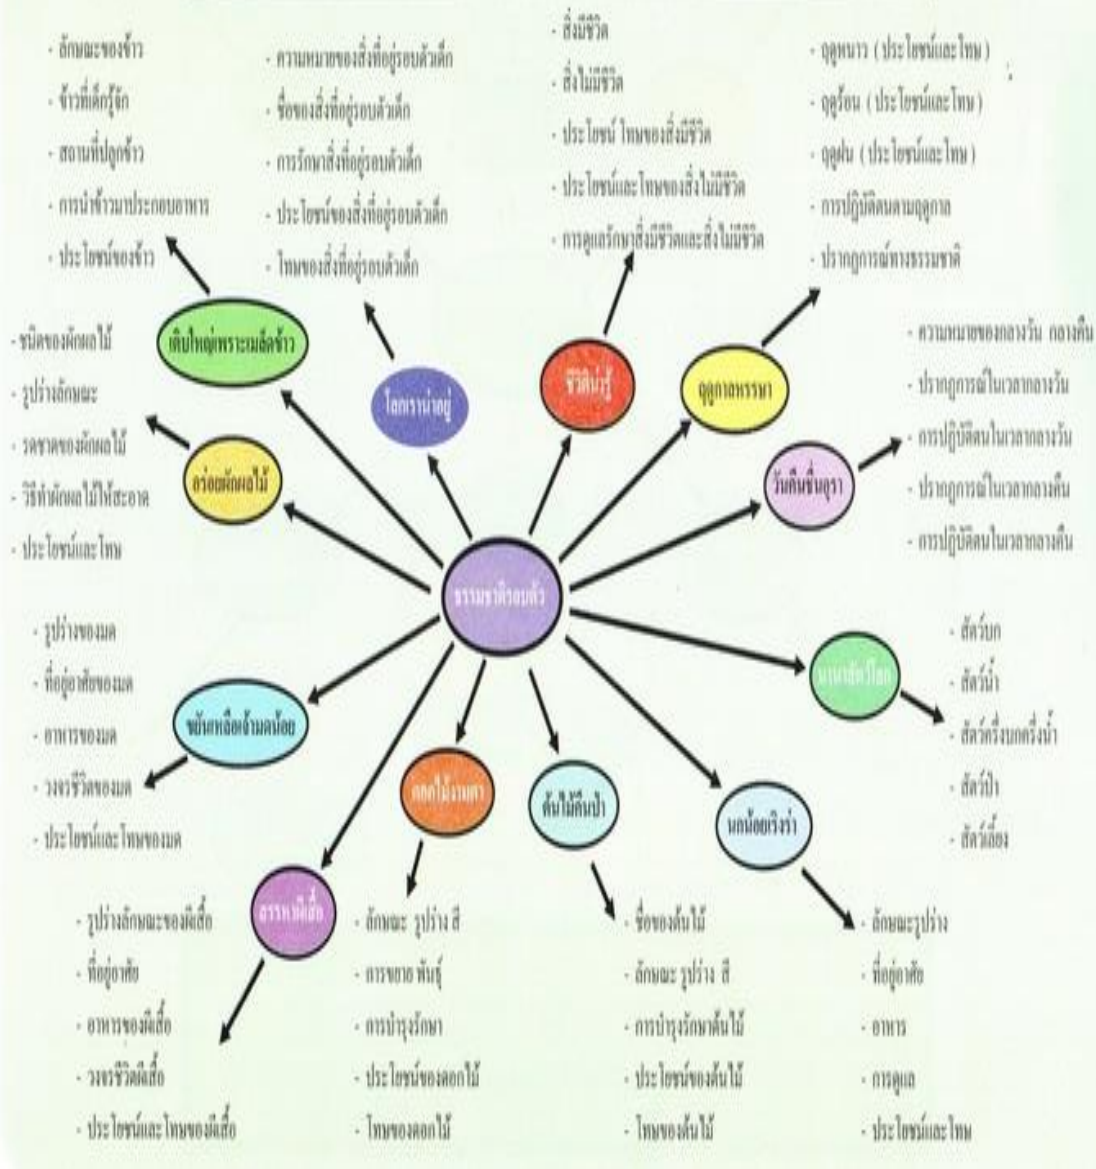 - ลักษณะของข้าว
- ข้าวที่เด็กรู้จัก
- สถานที่ปลูกข้าว
- การนำข้าวมาประกอบอาหาร
- ประโยชน์ของข้าว
- ความหมายของสิ่งที่อยู่รอบตัวเด็ก
- ชื่อของสิ่งที่อยู่รอบตัวเด็ก
- การรักษาสิ่งที่อยู่รอบตัวเด็ก
- ประโยชน์ของสิ่งที่อยู่รอบตัวเด็ก
- โทษของสิ่งที่อยู่รอบตัวเด็ก
- สิ่งมีชีวิต
- สิ่งไม่มีชีวิต
- ประโยชน์ โทษของสิ่งมีชีวิต
- ประโยชน์และโทษของสิ่งไม่มีชีวิต
- การดูแลรักษาสิ่งมีชีวิตและสิ่งไม่มีชีวิต
- ฤดูหนาว ( ประโยชน์และโทษ )
- ฤดูร้อน ( ประโยชน์และโทษ )
- ฤดูฝน ( ประโยชน์และโทษ )
- การปฏิบัติตนตามฤดูกาล
- ปรากฏการณ์ทางธรรมชาติ
เติบใหญ่เพราะเมล็ดข้าว
โลกเราน่าอยู่
ชีวิตน่ารู้
ฤดูกาลหรรษา
- ชนิดของผักผลไม้
- รูปร่างลักษณะ
- รสชาดของผักผลไม้
- วิธีทำผักผลไม้ให้สะอาด
- ประโยชน์และโทษ
อร่อยผักผลไม้
วันคืนชื่นอุรา
- ความหมายของกลางวัน กลางคืน
- ปรากฏการณ์ในเวลากลางวัน
- การปฏิบัติตนในเวลากลางวัน
- ปรากฏการณ์ในเวลากลางคืน
- การปฏิบัติตนในเวลากลางคืน
ธรรมชาติรอบตัว
- รูปร่างของมด
- ที่อยู่อาศัยของมด
- อาหารของมด
- วงจรชีวิตของมด
- ประโยชน์และโทษของมด
ขยันเหลือเจ้ามดน้อย
นานาสัตว์โลก
- สัตว์บก
- สัตว์น้ำ
- สัตว์ครึ่งบกครึ่งน้ำ
- สัตว์ป่า
- สัตว์เลี้ยง
ดอกไม้งามตา
ต้นไม้คืนป่า
นกน้อยเริงร่า
สรรหาผีเสื้อ
- รูปร่างลักษณะของผีเสื้อ
- ที่อยู่อาศัย
- อาหารของผีเสื้อ
- วงจรชีวิตผีเสื้อ
- ประโยชน์และโทษของผีเสื้อ
- ลักษณะ รูปร่าง สี
- การขยาย พันธุ์
- การบำรุงรักษา
- ประโยชน์ของดอกไม้
- โทษของดอกไม้
- ชื่อของต้นไม้
- ลักษณะ รูปร่าง สี
- การบำรุงรักษาต้นไม้
- ประโยชน์ของต้นไม้
- โทษของต้นไม้
- ลักษณะรูปร่าง
- ที่อยู่อาศัย
- อาหาร
- การดูแล
- ประโยชน์และโทษ